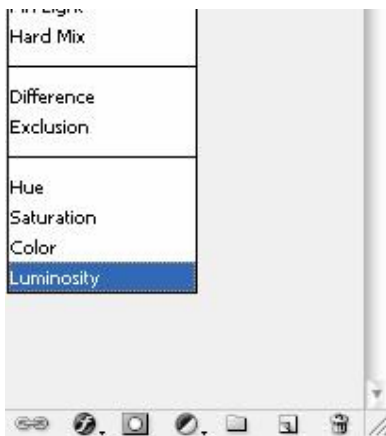 Hard Mix
Difference
Exclusion
Hue
Saturation
Color
Luminosity